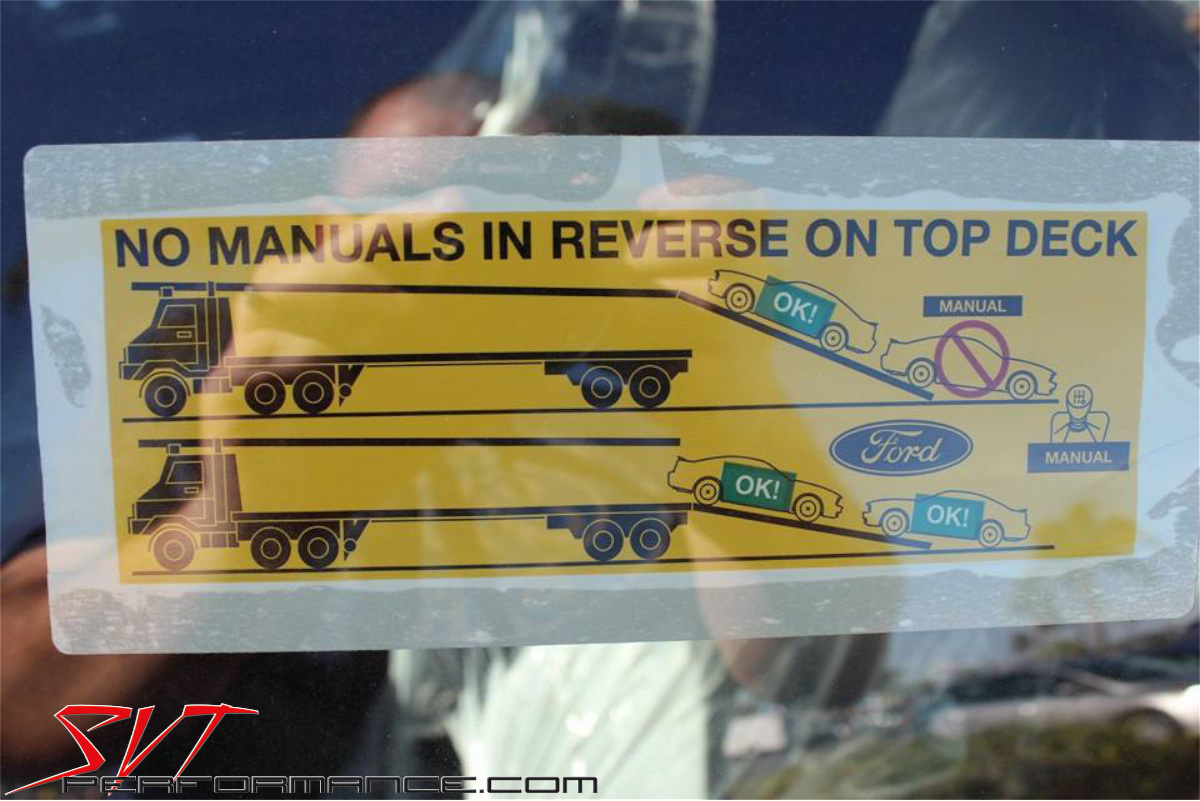 NO MANUALS IN REVERSE ON TOP DECK
OK!
MANUAL
Ford
MANUAL
OK!
OK!
SVT
PERFORMANCE.COM